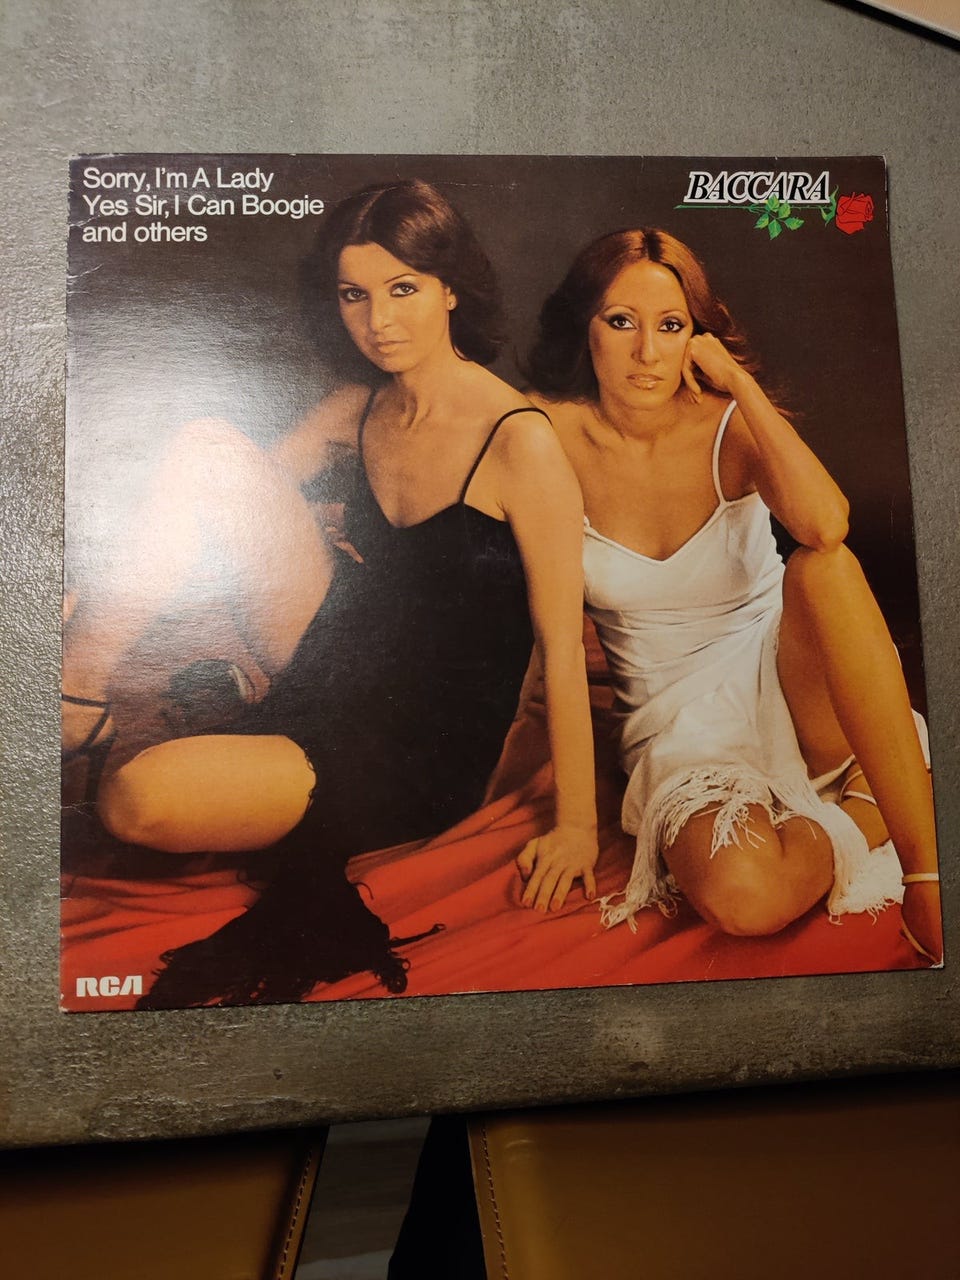 Sorry, I'm A Lady
Yes Sir, I Can Boogie
and others
BACCARA
RCA